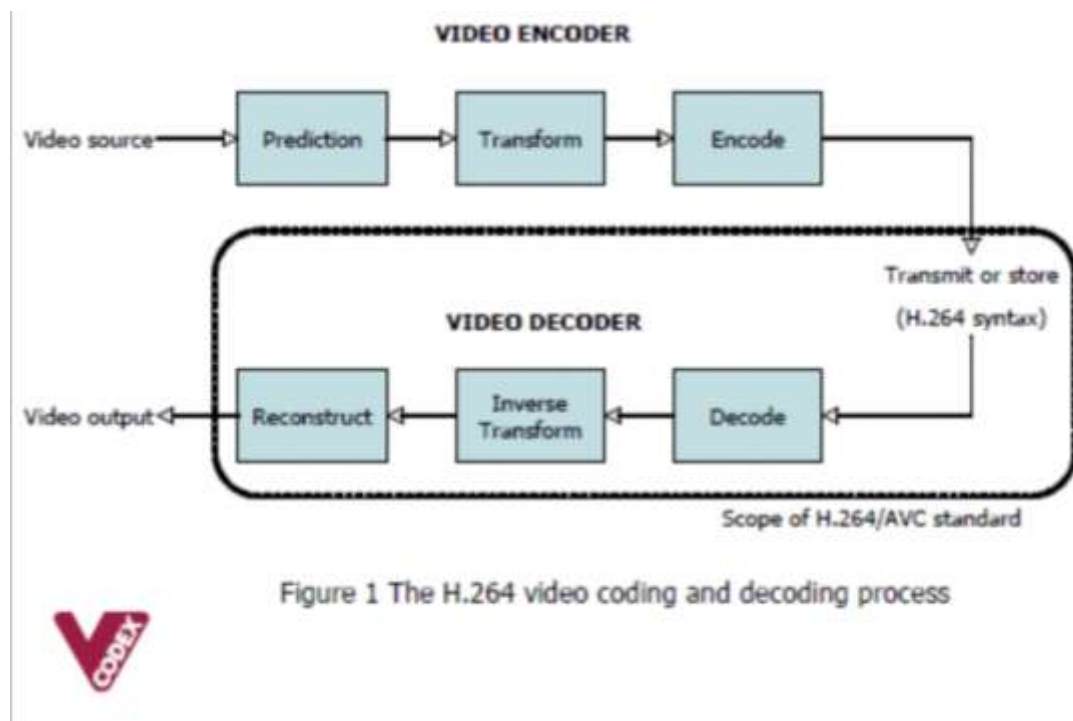 VIDEO ENCODER
Video source
Prediction
Transform
Encode
Transmit or store
(H.264 syntax)
VIDEO DECODER
Video output
Reconstruct
Inverse
Transform
Decode
Scope of H.264/AVC standard
Figure 1 The H.264 video coding and decoding process
V
CODEX